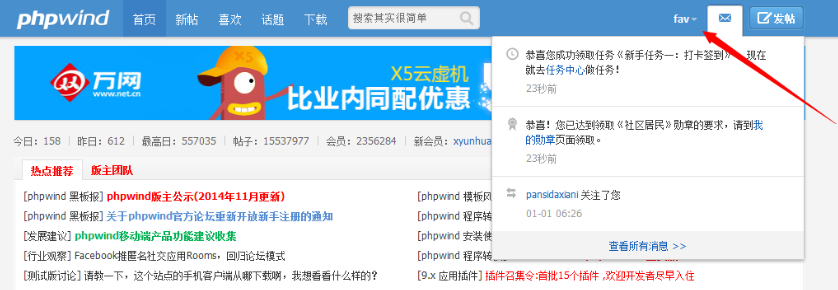 phpwind 首页 新帖 喜欢 话题 下载 搜索其实很简单 fav 发帖
万网
www.net.cn
X5
X5云虚机
比业内同配优惠
恭喜您成功领取任务《新手任务一：打卡签到》，现在
就去任务中心做任务！
23秒前
恭喜！您已达到领取《社区居民》勋章的要求，请到我
的勋章页面领取。
23秒前
pansidaxiani 关注了您
01-01 06:26
查看所有消息 >>
今日：158 昨日：612 最高日：557035 帖子：15537977 会员：2356284 新会员：xyunhua
热点推荐 版主团队
[phpwind 黑板报] phpwind版主公示(2014年11月更新)
[phpwind 黑板报] 关于phpwind官方论坛重新开放新手注册的通知
[发展建议] phpwind移动端产品功能建议收集
[行业观察] Facebook推匿名社交应用Rooms，回归论坛模式
[测试版讨论] 请教一下，这个站点的手机客户端从哪下载啊，我想看看什么样的？
[phpwind 模板风
[phpwind 程序转
[phpwind 安装使
[phpwind 程序转
[9.x 应用插件] 插件召集令:首批15个插件 ,欢迎开发者尽早入住